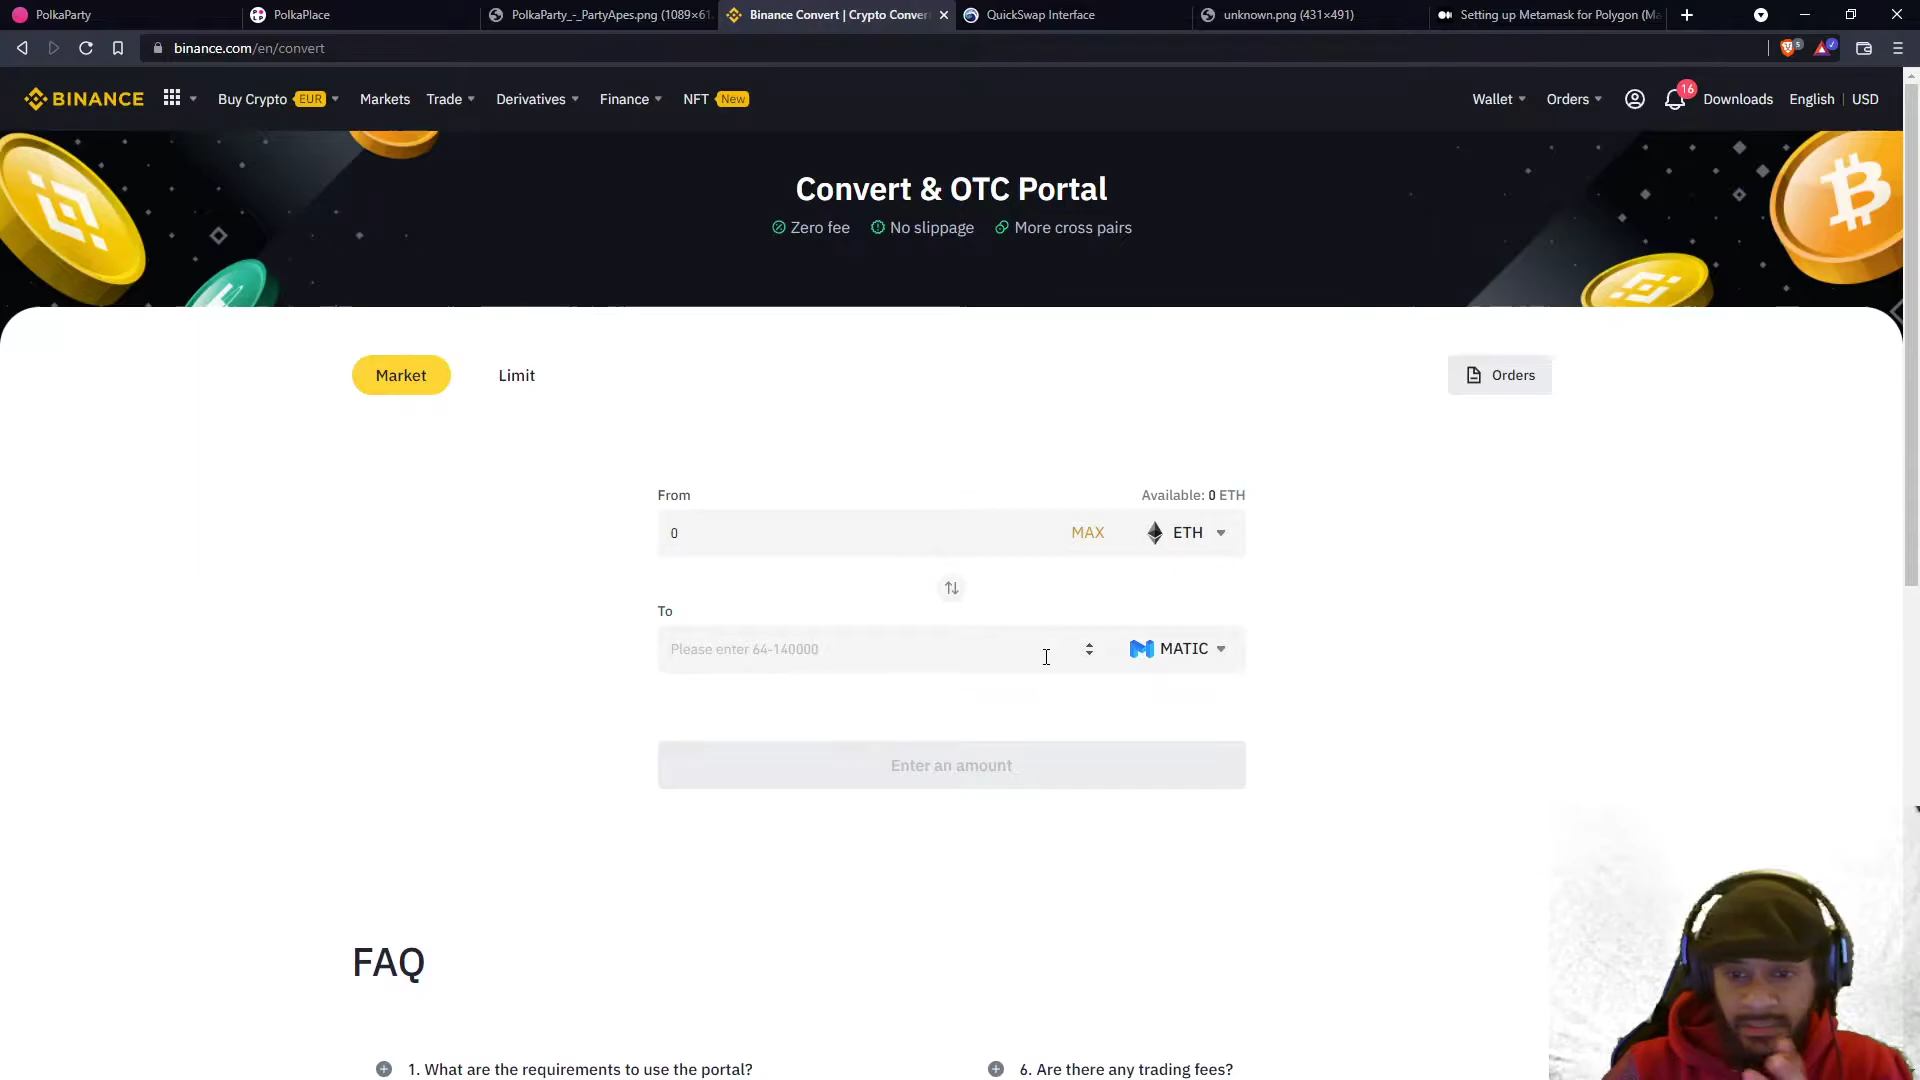 PolkaParty
PolkaPlace
PolkaParty_-_PartyApes.png (1089×61
Binance Convert | Crypto Conver
QuickSwap Interface
unknown.png (431×491)
Setting up Metamask for Polygon (Ma
binance.com/en/convert
5
BINANCE
Buy Crypto EUR
Markets
Trade
Derivatives
Finance
NFT New
Wallet
Orders
16
Downloads
English | USD
Convert & OTC Portal
Zero fee
No slippage
More cross pairs
Market
Limit
Orders
From
Available: 0 ETH
0
MAX
ETH
To
Please enter 64-140000
MATIC
Enter an amount
FAQ
1. What are the requirements to use the portal?
6. Are there any trading fees?